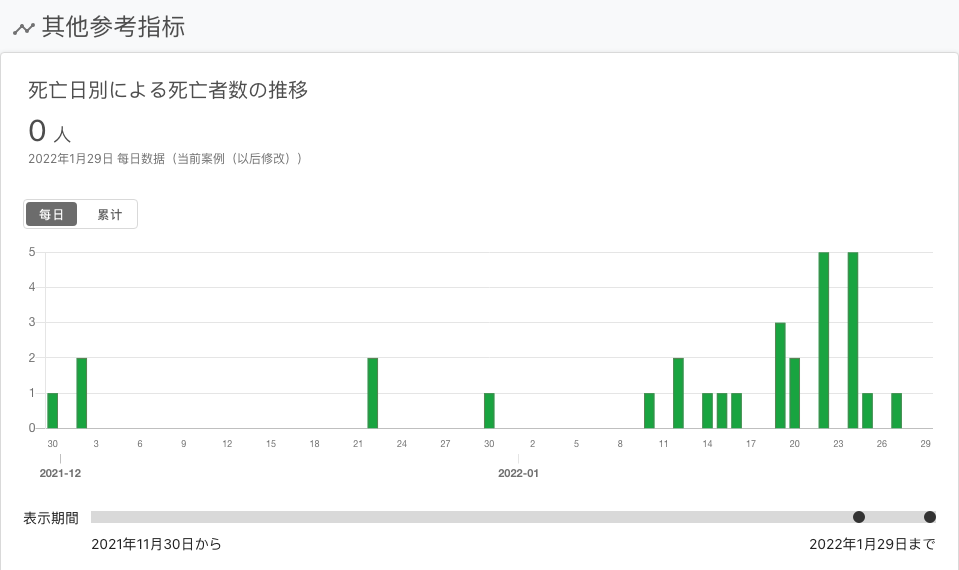 其他参考指标
死亡日別による死亡者数の推移
0 人
2022年1月29日 每日数据（当前案例（以后修改））
每日 累计
5
4
3
2
1
0
30 3 6 9 12 15 18 21 24 27 30 2 5 8 11 14 17 20 23 26 29
2021-12 2022-01
表示期間
2021年11月30日から 2022年1月29日まで